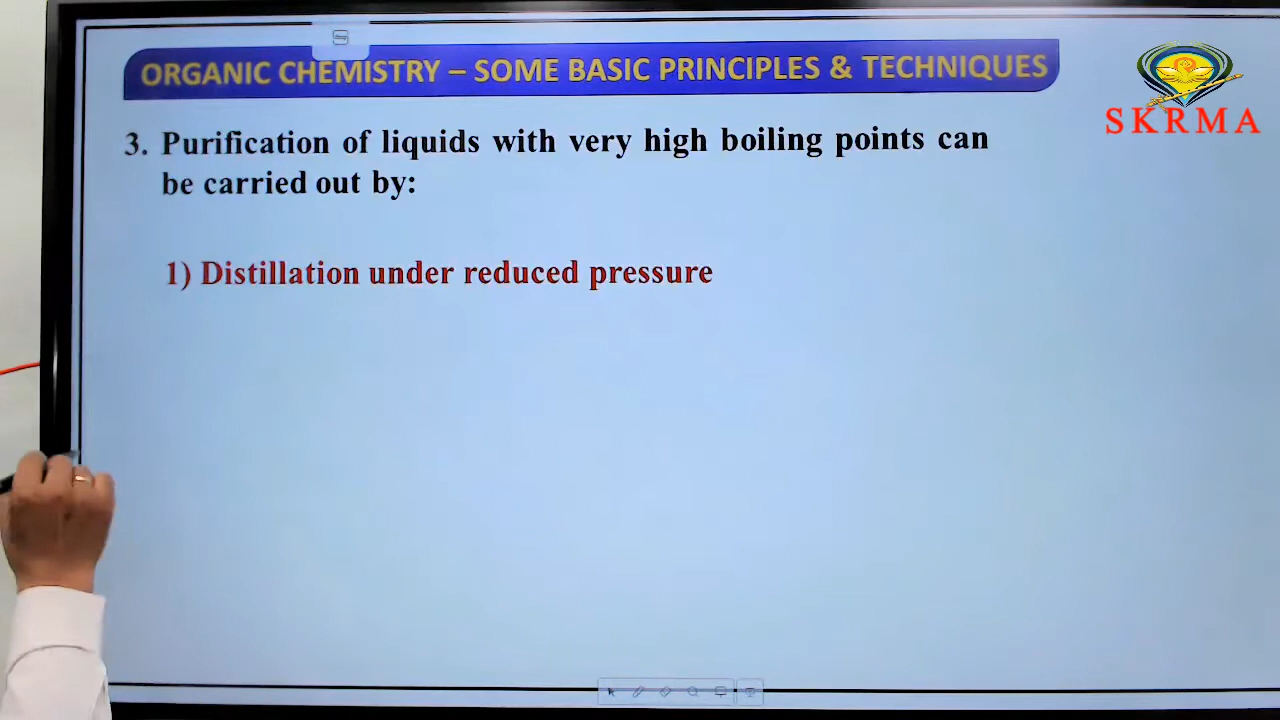 ORGANIC CHEMISTRY – SOME BASIC PRINCIPLES & TECHNIQUES
SKRMA
3. Purification of liquids with very high boiling points can
be carried out by:
1) Distillation under reduced pressure